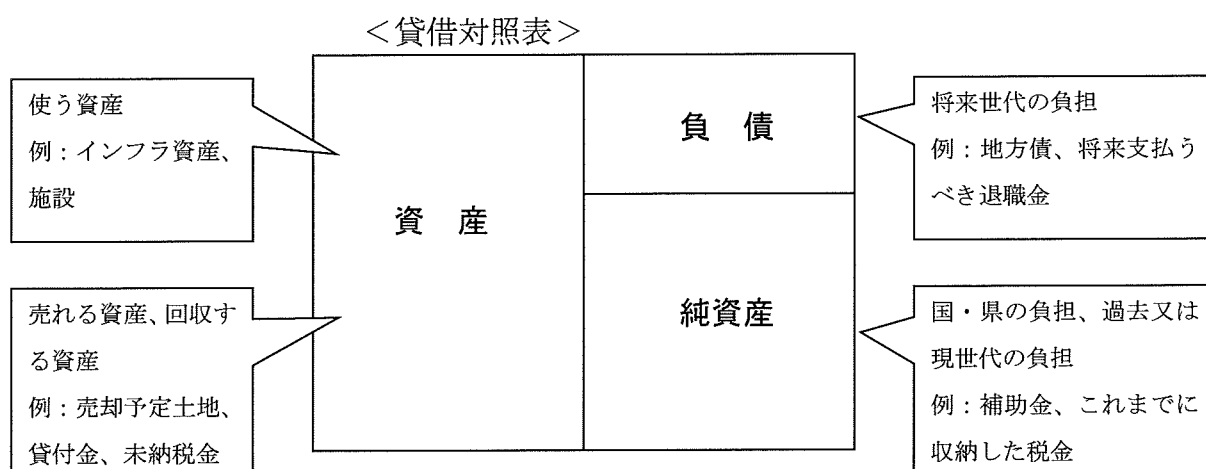 ＜貸借対照表＞
使う資産
例：インフラ資産、
施設
売れる資産、回収す
る資産
例：売却予定土地、
貸付金、未納税金
資　産
負　債
純資産
将来世代の負担
例：地方債、将来支払う
べき退職金
国・県の負担、過去又は
現世代の負担
例：補助金、これまでに
収納した税金